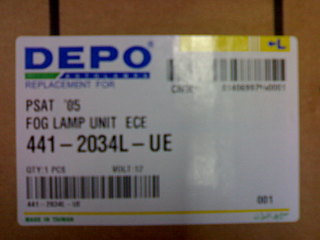 DEPO®
←L
AUTOLAMPS
REPLACEMENT FOR
PSAT '05
FOG LAMP UNIT ECE
441-2034L-UE
QTY:1 PCS VOLT:12
441-2034L-UE
001
MADE IN TAIWAN